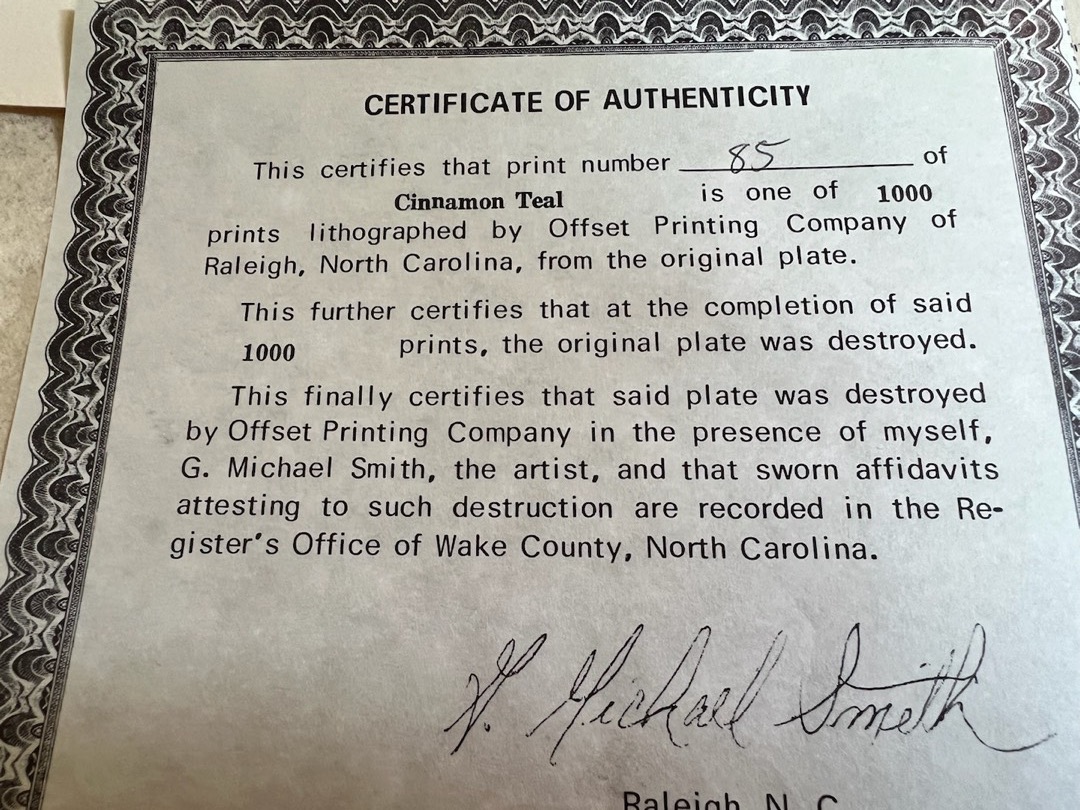 CERTIFICATE OF AUTHENTICITY
This certifies that print number 85 of
Cinnamon Teal is one of 1000
prints lithographed by Offset Printing Company of
Raleigh, North Carolina, from the original plate.
This further certifies that at the completion of said
1000 prints, the original plate was destroyed.
This finally certifies that said plate was destroyed
by Offset Printing Company in the presence of myself,
G. Michael Smith, the artist, and that sworn affidavits
attesting to such destruction are recorded in the Re-
gister's Office of Wake County, North Carolina.
G. Michael Smith
Raleigh, N. C.